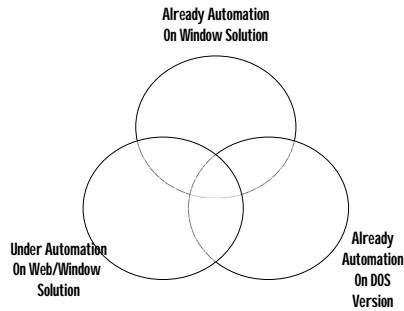 Already Automation
On Window Solution
Under Automation
On Web/Window
Solution
Already
Automation
On DOS
Version